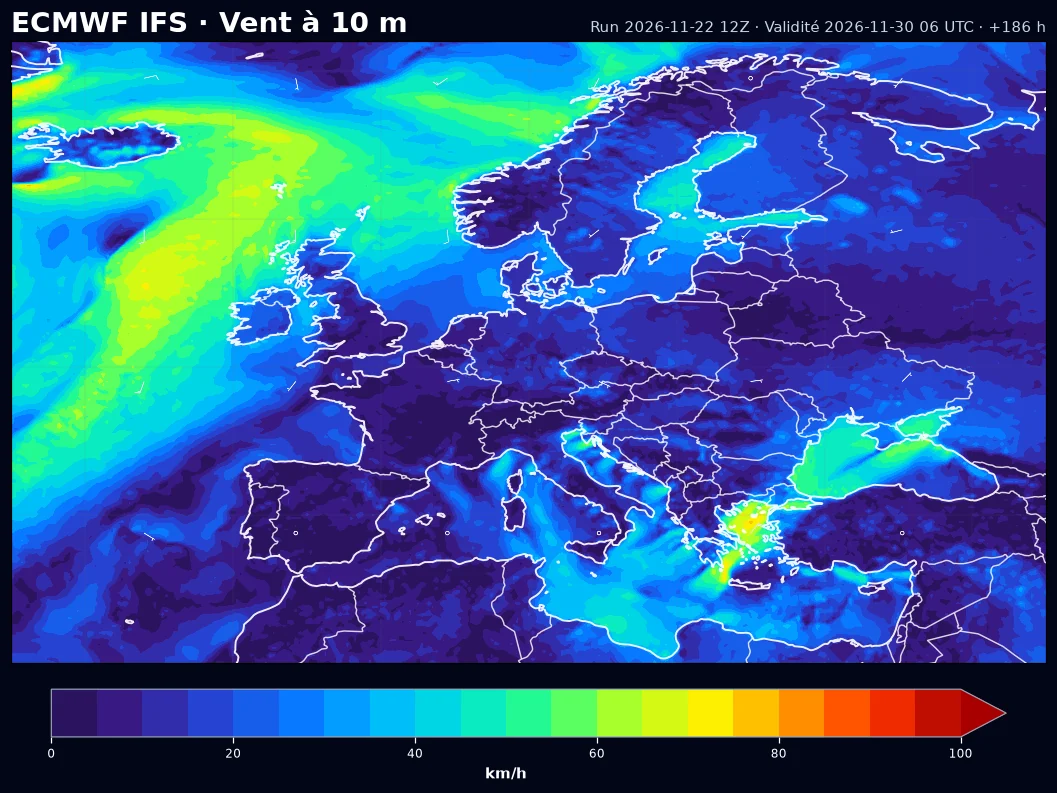 ECMWF IFS · Vent à 10 m
Run 2026-11-22 12Z · Validité 2026-11-30 06 UTC · +186 h
0 20 40 60 80 100
km/h